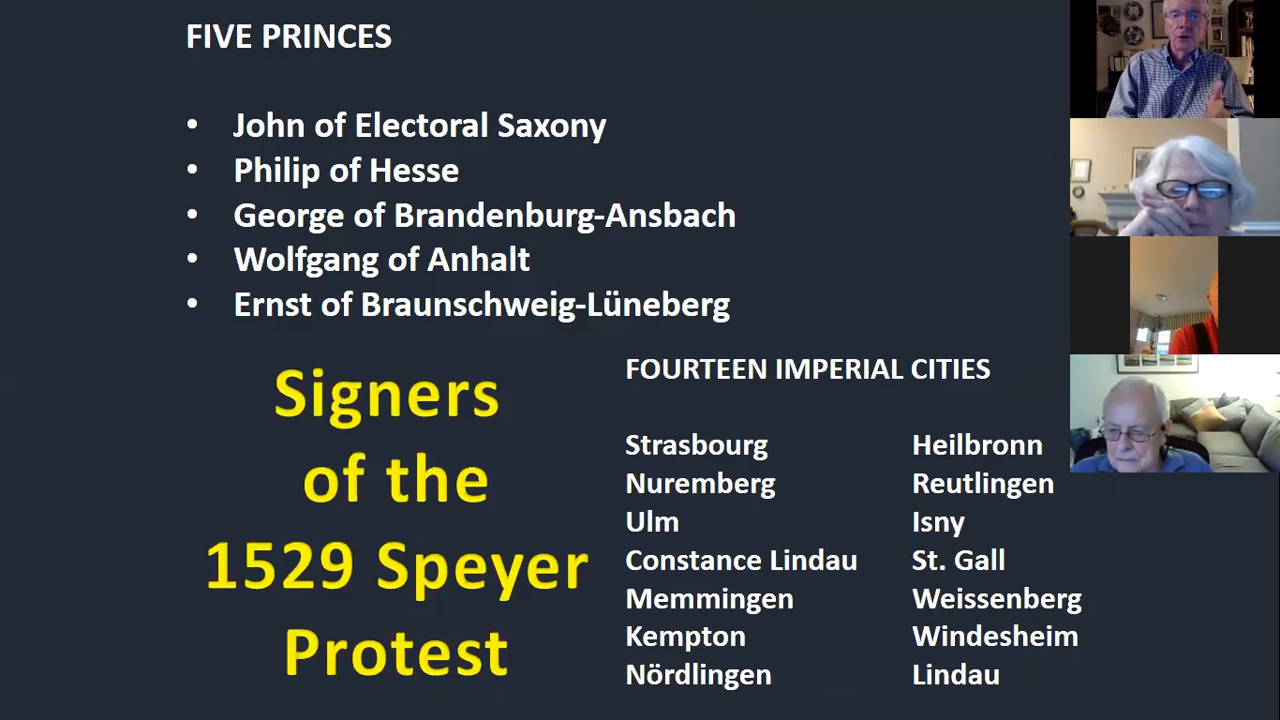 FIVE PRINCES
• John of Electoral Saxony
• Philip of Hesse
• George of Brandenburg-Ansbach
• Wolfgang of Anhalt
• Ernst of Braunschweig-Lüneberg
Signers
of the
1529 Speyer
Protest
FOURTEEN IMPERIAL CITIES
Strasbourg
Nuremberg
Ulm
Constance Lindau
Memmingen
Kempton
Nördlingen
Heilbronn
Reutlingen
Isny
St. Gall
Weissenberg
Windesheim
Lindau